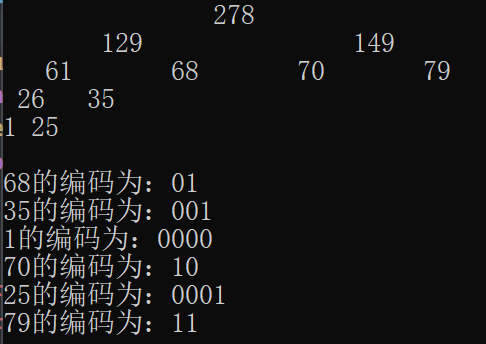 278
129 149
61 68 70 79
26 35
1 25
68的编码为：01
35的编码为：001
1的编码为：0000
70的编码为：10
25的编码为：0001
79的编码为：11